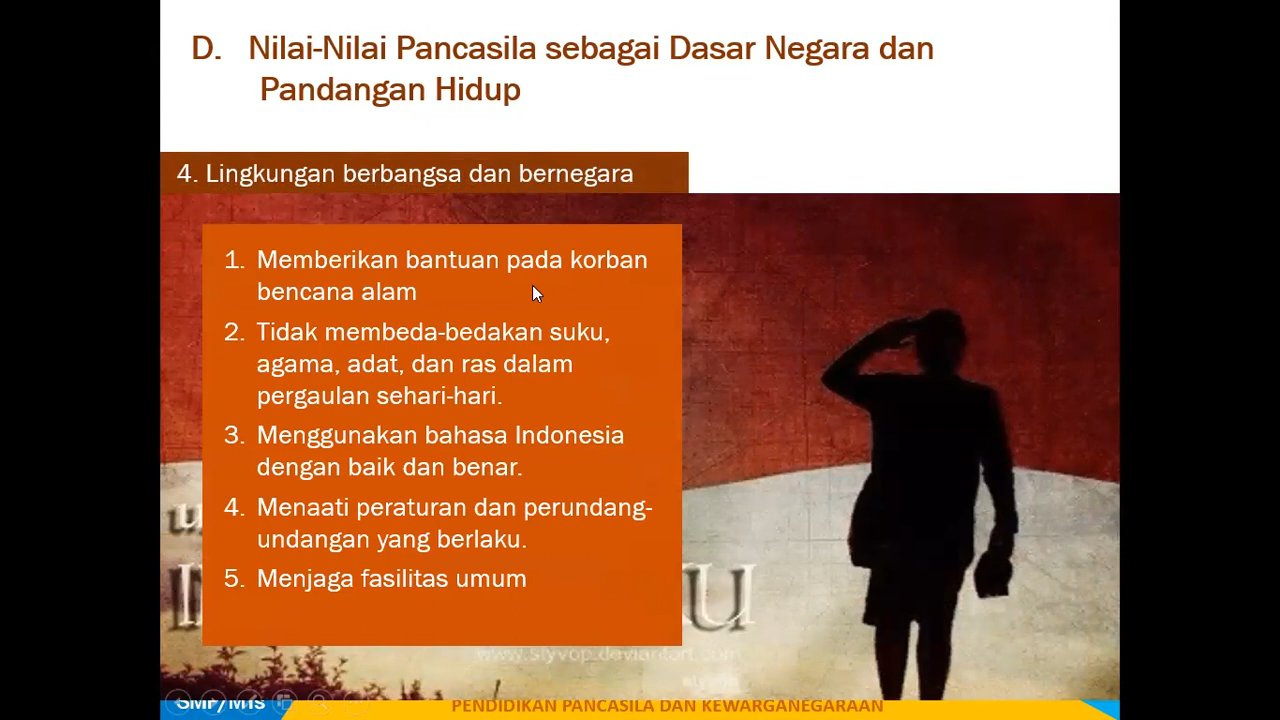 D. Nilai-Nilai Pancasila sebagai Dasar Negara dan
Pandangan Hidup
4. Lingkungan berbangsa dan bernegara
1. Memberikan bantuan pada korban
bencana alam
2. Tidak membeda-bedakan suku,
agama, adat, dan ras dalam
pergaulan sehari-hari.
3. Menggunakan bahasa Indonesia
dengan baik dan benar.
4. Menaati peraturan dan perundang-
undangan yang berlaku.
5. Menjaga fasilitas umum
www.styvop.deviantart.com
SMP/MTs
PENDIDIKAN PANCASILA DAN KEWARGANEGARAAN